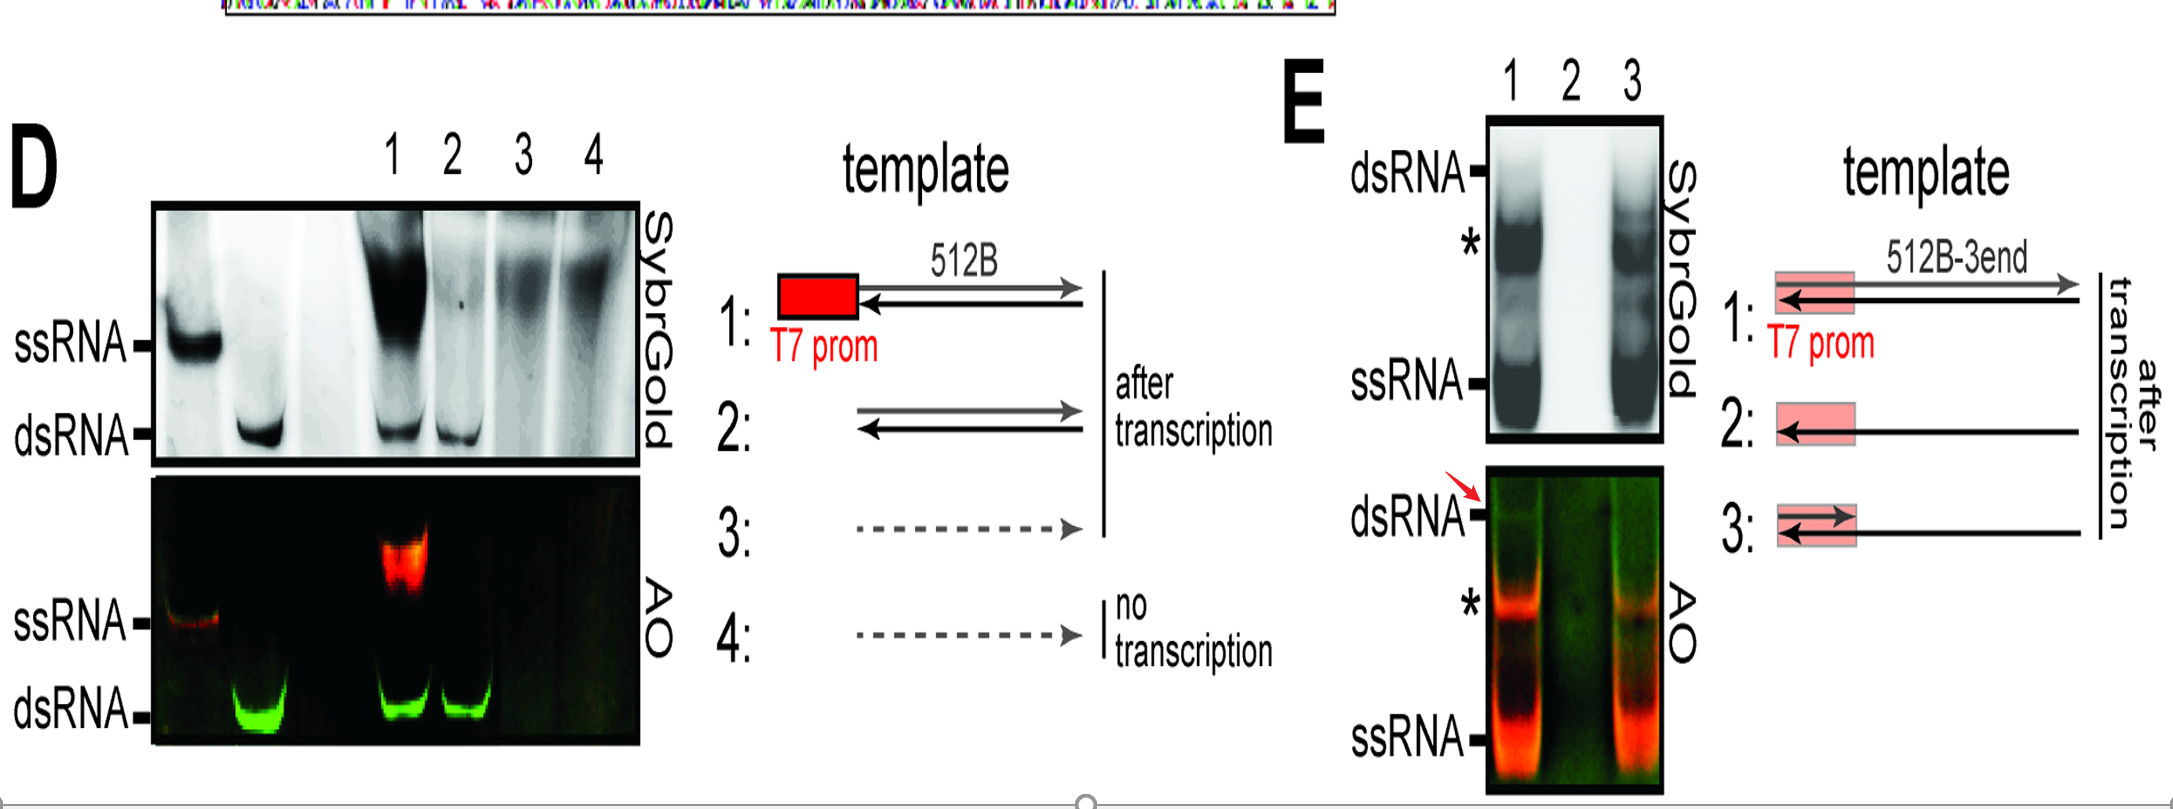 D
1 2 3 4
ssRNA
dsRNA
SybrGold
ssRNA
dsRNA
AO
template
512B
1:
T7 prom
2:
3:
4:
after
transcription
no
transcription
E
1 2 3
dsRNA
*
ssRNA
SybrGold
dsRNA
*
ssRNA
AO
template
512B-3end
1:
T7 prom
2:
3:
after
transcription